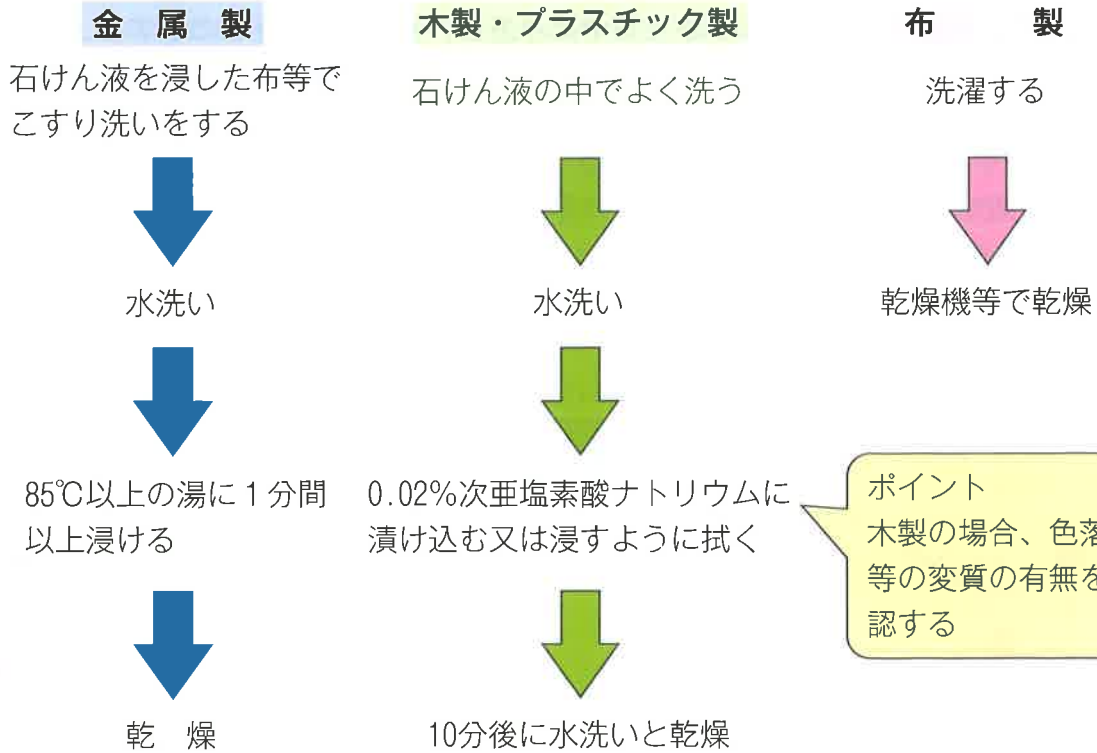 金属製
石けん液を浸した布等で
こすり洗いをする
水洗い
85℃以上の湯に1分間
以上浸ける
乾燥
木製・プラスチック製
石けん液の中でよく洗う
水洗い
0.02%次亜塩素酸ナトリウムに
漬け込む又は浸すように拭く
10分後に水洗いと乾燥
ポイント
木製の場合、色落
等の変質の有無を
認する
布製
洗濯する
乾燥機等で乾燥